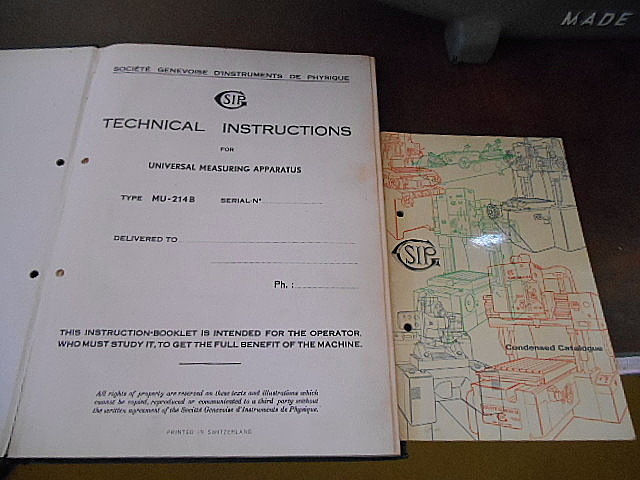 SOCIÉTÉ GENEVOISE D'INSTRUMENTS DE PHYSIQUE
SIP
TECHNICAL INSTRUCTIONS
FOR
UNIVERSAL MEASURING APPARATUS
TYPE MU-214B SERIAL-N°
DELIVERED TO
Ph. :
THIS INSTRUCTION-BOOKLET IS INTENDED FOR THE OPERATOR,
WHO MUST STUDY IT, TO GET THE FULL BENEFIT OF THE MACHINE.
All rights of property are reserved on these texts and illustrations which
cannot be copied, reproduced or communicated to a third party without
the written agreement of the Société Genevoise d'Instruments de Physique.
PRINTED IN SWITZERLAND
SIP
Condensed Catalogue
MADE